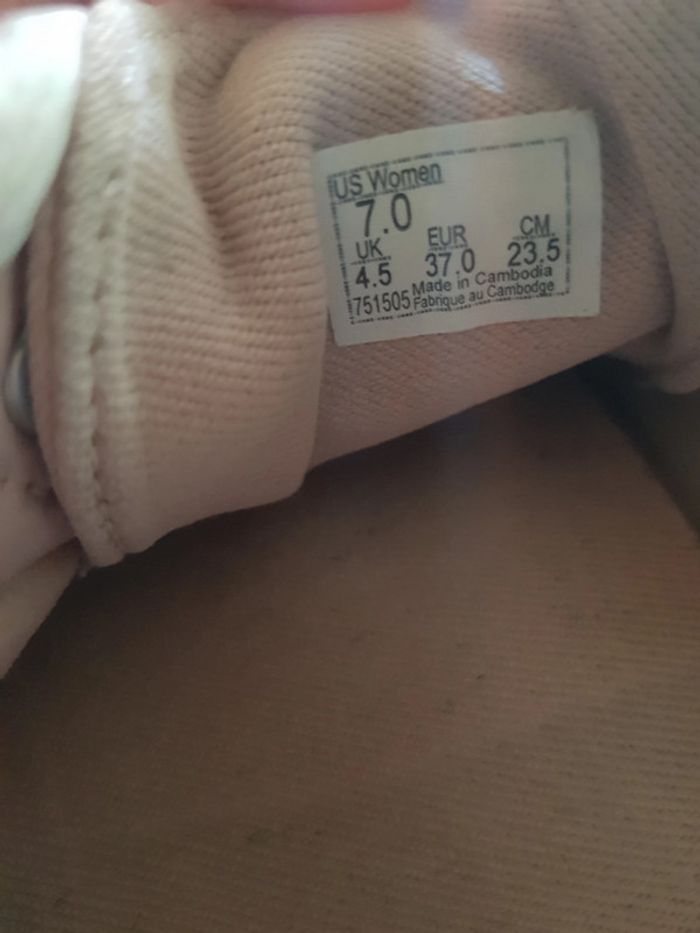 US Women
7.0
UK EUR CM
4.5 37.0 23.5
751505 Made in Cambodia
Fabrique au Cambodge